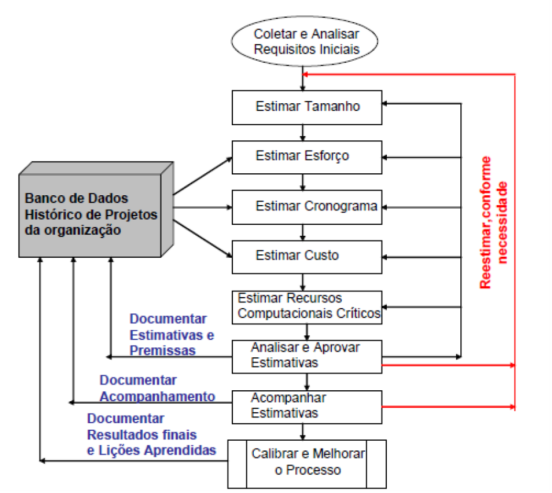 Coletar e Analisar
Requisitos Iniciais
Estimar Tamanho
Estimar Esforço
Banco de Dados
Histórico de Projetos
da organização
Estimar Cronograma
Estimar Custo
Reestimar,conforme
necessidade
Estimar Recursos
Computacionais Críticos
Documentar
Estimativas e
Premissas
Analisar e Aprovar
Estimativas
Documentar
Acompanhamento
Acompanhar
Estimativas
Documentar
Resultados finais
e Lições Aprendidas
Calibrar e Melhorar
o Processo